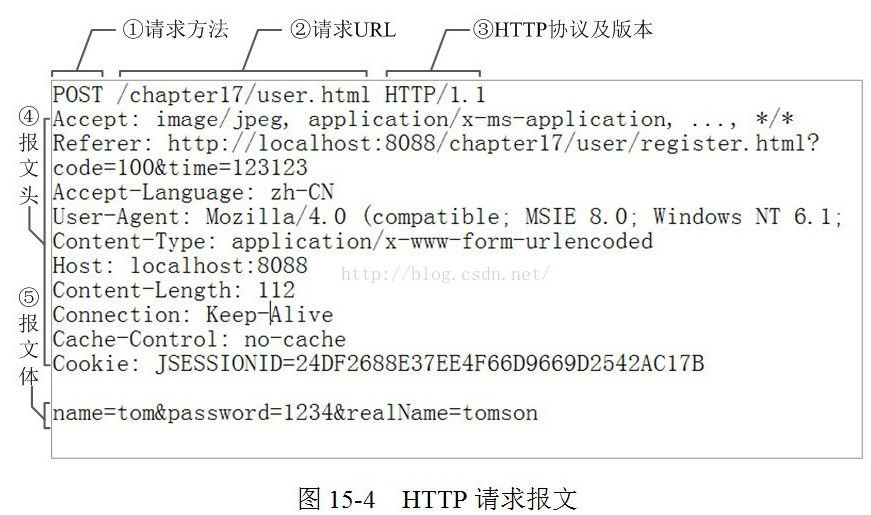 ①请求方法 ②请求URL ③HTTP协议及版本
POST /chapter17/user.html HTTP/1.1
④报文头
Accept: image/jpeg, application/x-ms-application, ..., */*
Referer: http://localhost:8088/chapter17/user/register.html?
code=100&time=123123
Accept-Language: zh-CN
User-Agent: Mozilla/4.0 (compatible; MSIE 8.0; Windows NT 6.1;
Content-Type: application/x-www-form-urlencoded
Host: localhost:8088
http://blog.csdn.net/
Content-Length: 112
Connection: Keep-Alive
Cache-Control: no-cache
Cookie: JSESSIONID=24DF2688E37EE4F66D9669D2542AC17B
⑤报文体
name=tom&password=1234&realName=tomson
图 15-4 HTTP 请求报文